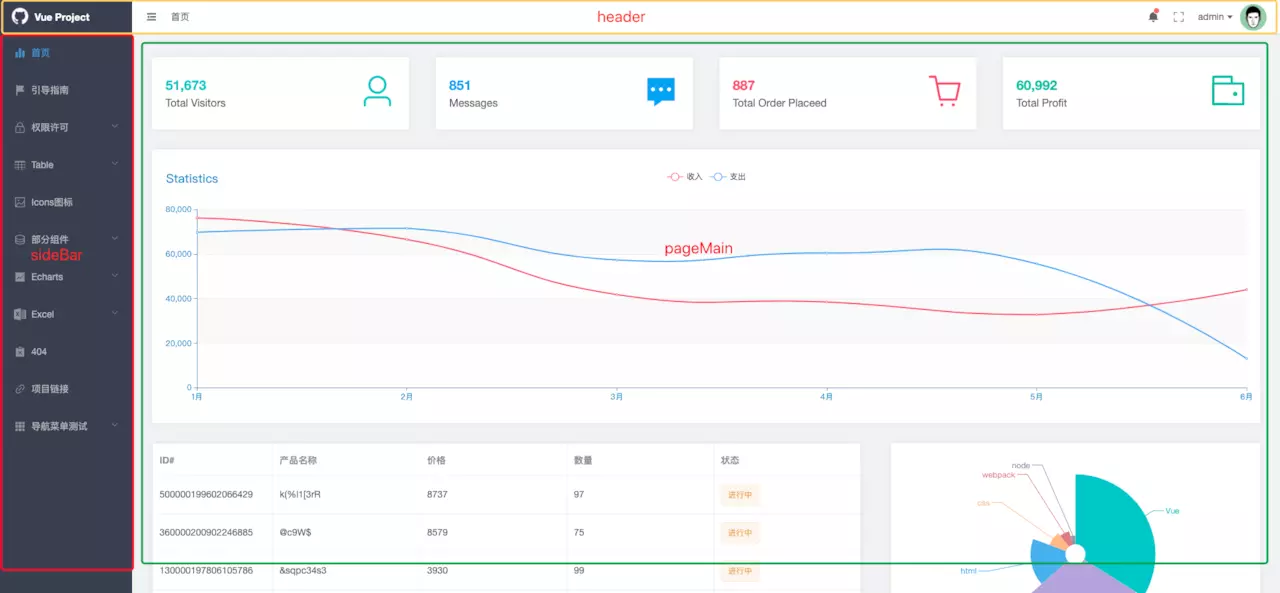 Vue Project
首页
header
admin
首页
引导指南
权限许可
Table
Icons图标
部分组件
sideBar
Echarts
Excel
404
项目链接
导航菜单测试
51,673
Total Visitors
851
Messages
887
Total Order Placeed
60,992
Total Profit
Statistics
收入 支出
80,000
60,000
40,000
20,000
0
pageMain
1月 2月 3月 4月 5月 6月
ID# 产品名称 价格 数量 状态
500000199602066429 k(%I1[3rR 8737 97 进行中
360000200902246885 @c9W$ 8579 75 进行中
130000197806105786 &sqpc34s3 3930 99 进行中
node
webpack
css
html
Vue